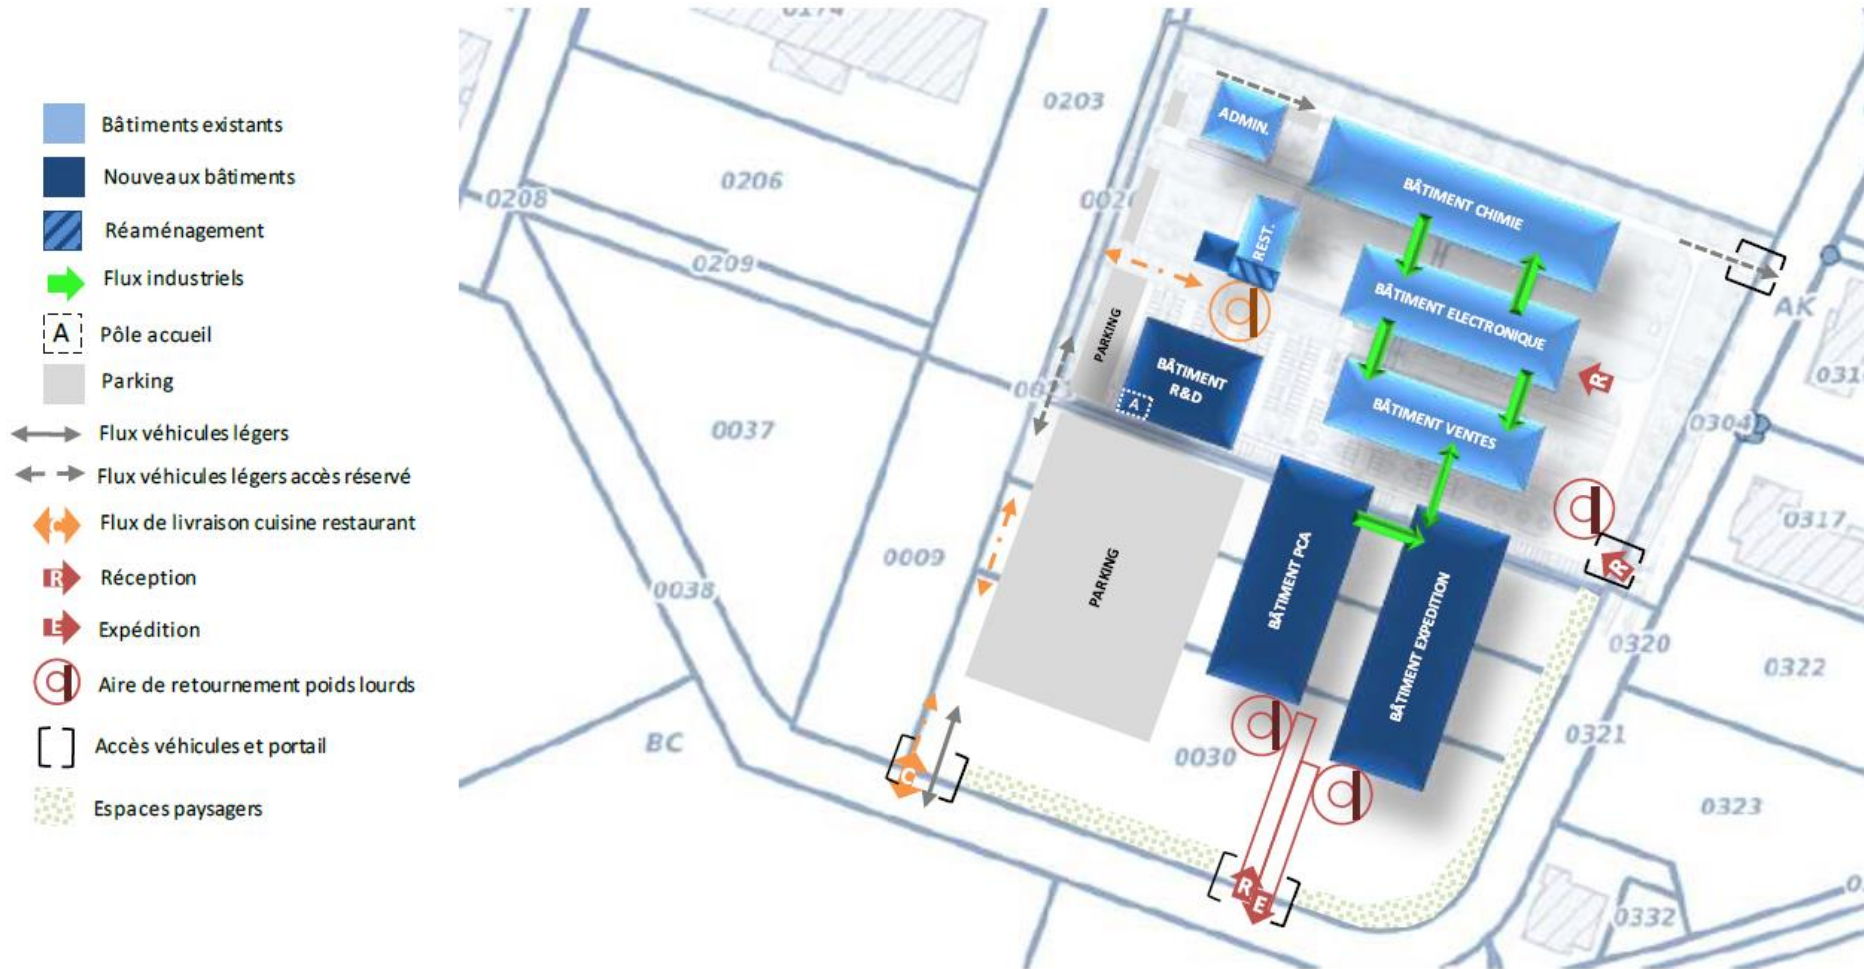 Bâtiments existants
Nouveaux bâtiments
Réaménagement
Flux industriels
A
Pôle accueil
Parking
Flux véhicules légers
Flux véhicules légers accès réservé
C
Flux de livraison cuisine restaurant
R
Réception
E
Expédition
Aire de retournement poids lourds
Accès véhicules et portail
Espaces paysagers
0174
0203
ADMIN.
BÂTIMENT CHIMIE
0206
0208
REST.
0209
BÂTIMENT ELECTRONIQUE
AK
PARKING
BÂTIMENT
R&D
A
R
BÂTIMENT VENTES
0304
0037
0317
0009
PARKING
BÂTIMENT PCA
BÂTIMENT EXPEDITION
R
0038
0320
0322
0321
BC
0030
C
0323
R
E
0332